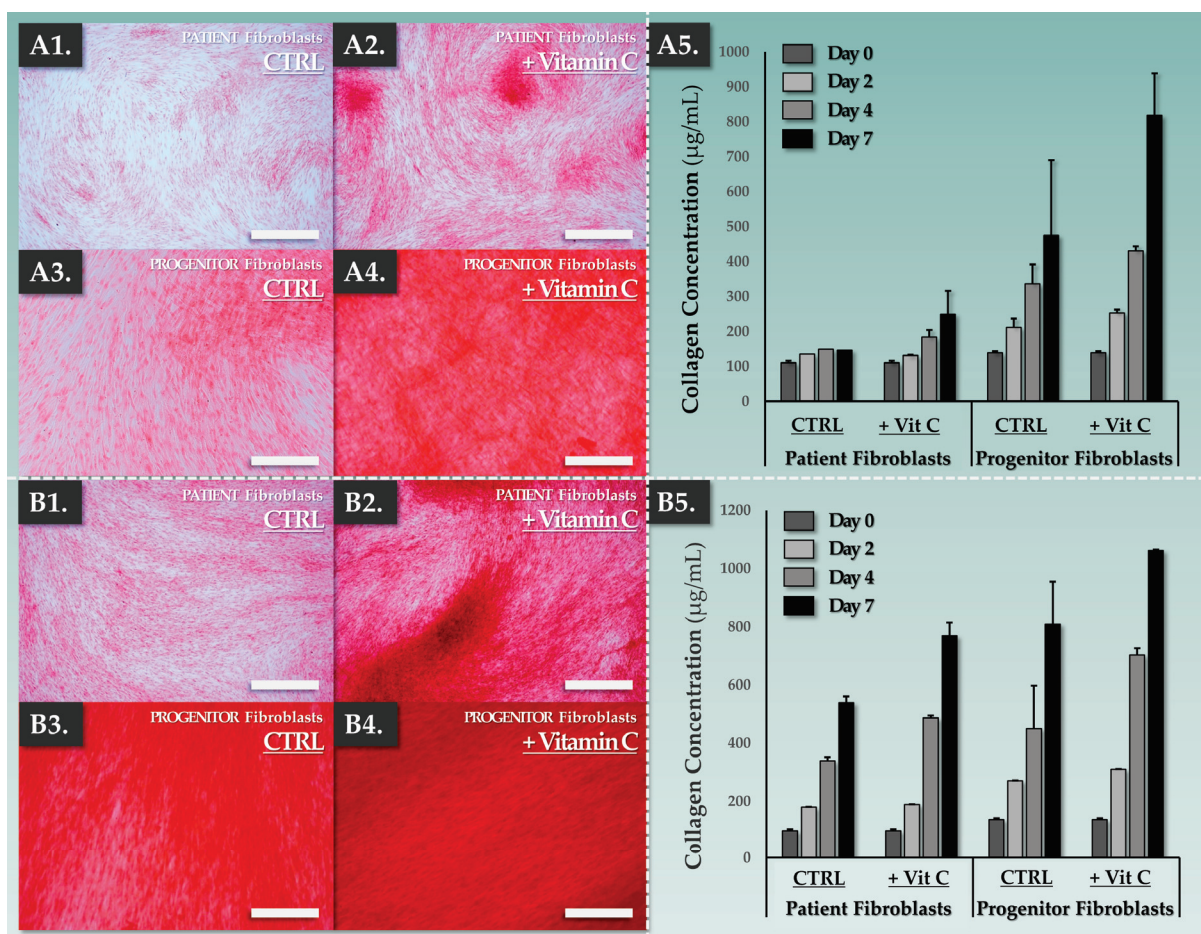 A1.
PATIENT Fibroblasts
CTRL
A2.
PATIENT Fibroblasts
+ Vitamin C
A3.
PROGENITOR Fibroblasts
CTRL
A4.
PROGENITOR Fibroblasts
+ Vitamin C
A5.
Collagen Concentration (µg/mL)
1000
900
800
700
600
500
400
300
200
100
0
Day 0
Day 2
Day 4
Day 7
CTRL
+ Vit C
CTRL
+ Vit C
Patient Fibroblasts
Progenitor Fibroblasts
B1.
PATIENT Fibroblasts
CTRL
B2.
PATIENT Fibroblasts
+ Vitamin C
B3.
PROGENITOR Fibroblasts
CTRL
B4.
PROGENITOR Fibroblasts
+ Vitamin C
B5.
Collagen Concentration (µg/mL)
1200
1000
800
600
400
200
0
Day 0
Day 2
Day 4
Day 7
CTRL
+ Vit C
CTRL
+ Vit C
Patient Fibroblasts
Progenitor Fibroblasts